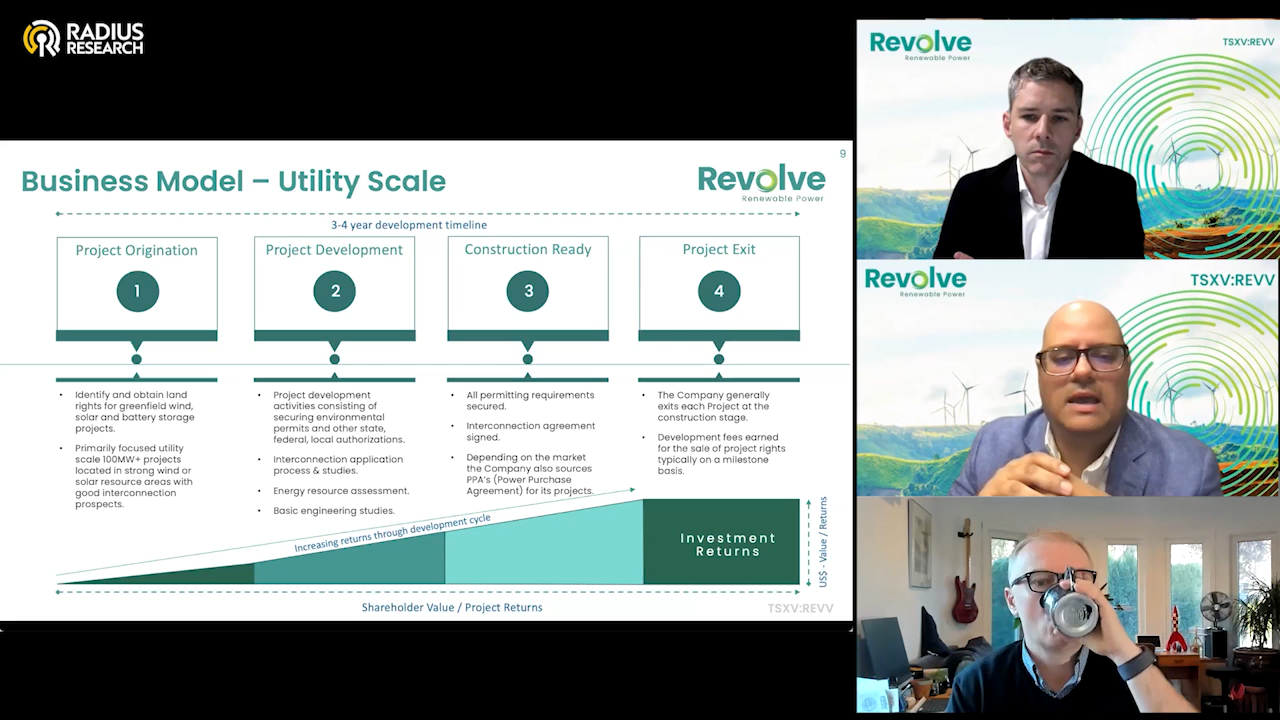 RADIUS
RESEARCH
9
Business Model – Utility Scale
Revolve
Renewable Power
3-4 year development timeline
Project Origination
1
Project Development
2
Construction Ready
3
Project Exit
4
• Identify and obtain land
rights for greenfield wind,
solar and battery storage
projects.
• Primarily focused utility
scale 100MW+ projects
located in strong wind or
solar resource areas with
good interconnection
prospects.
• Project development
activities consisting of
securing environmental
permits and other state,
federal, local authorizations.
• Interconnection application
process & studies.
• Energy resource assessment.
• Basic engineering studies.
• All permitting requirements
secured.
• Interconnection agreement
signed.
• Depending on the market
the Company also sources
PPA's (Power Purchase
Agreement) for its projects.
• The Company generally
exits each Project at the
construction stage.
• Development fees earned
for the sale of project rights
typically on a milestone
basis.
Increasing returns through development cycle
Investment
Returns
US$ - Value / Returns
Shareholder Value / Project Returns
TSXV:REVV
Revolve
Renewable Power
TSXV:REVV
Revolve
Renewable Power
TSXV:REVV